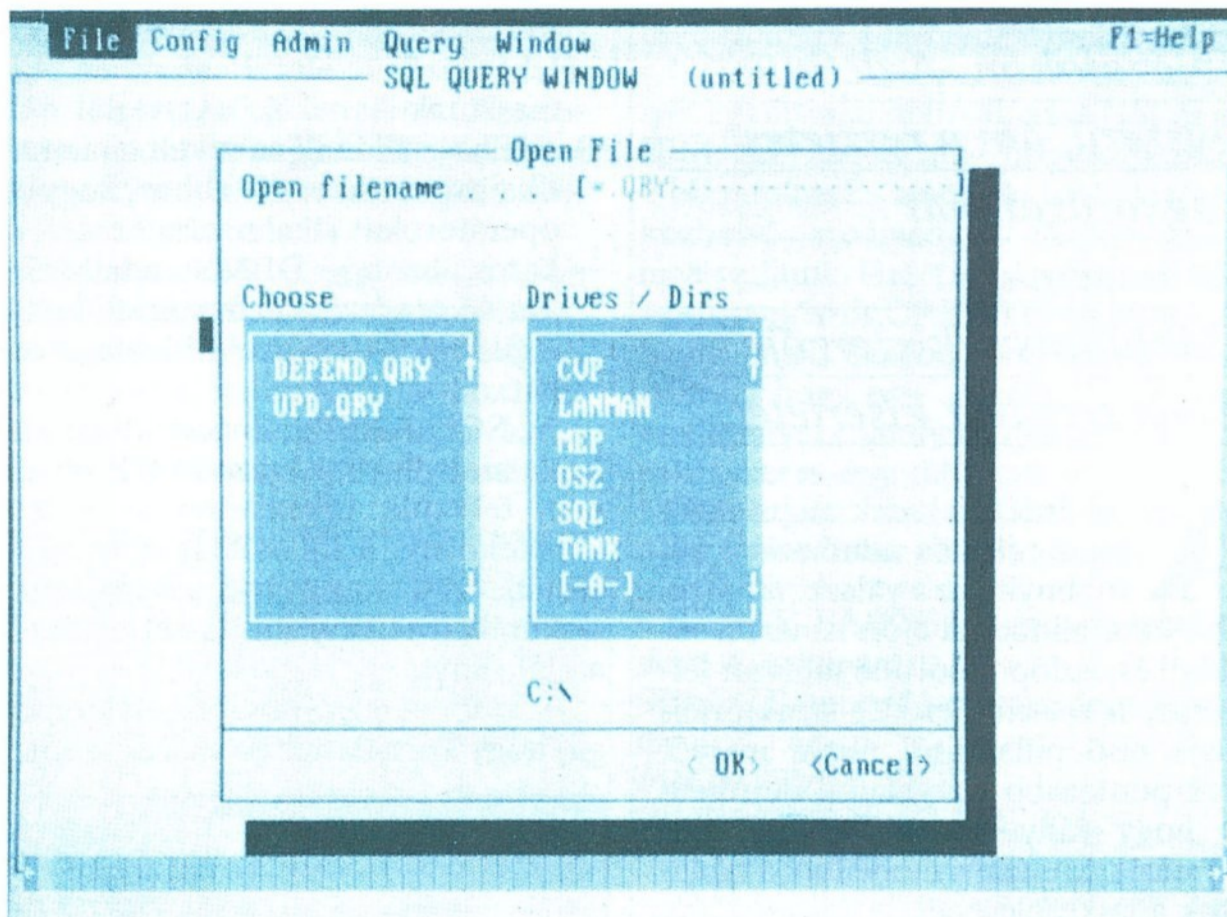 File Config Admin Query Window F1=Help
SQL QUERY WINDOW (untitled)
Open File
Open filename [* QRY·······················]
Choose Drives / Dirs
DEPEND.QRY ↑ CVP ↑
UPD.QRY LANMAN
MEP
OS2
SQL
TANK
↓ [-A-] ↓
C:\
< OK> <Cancel>